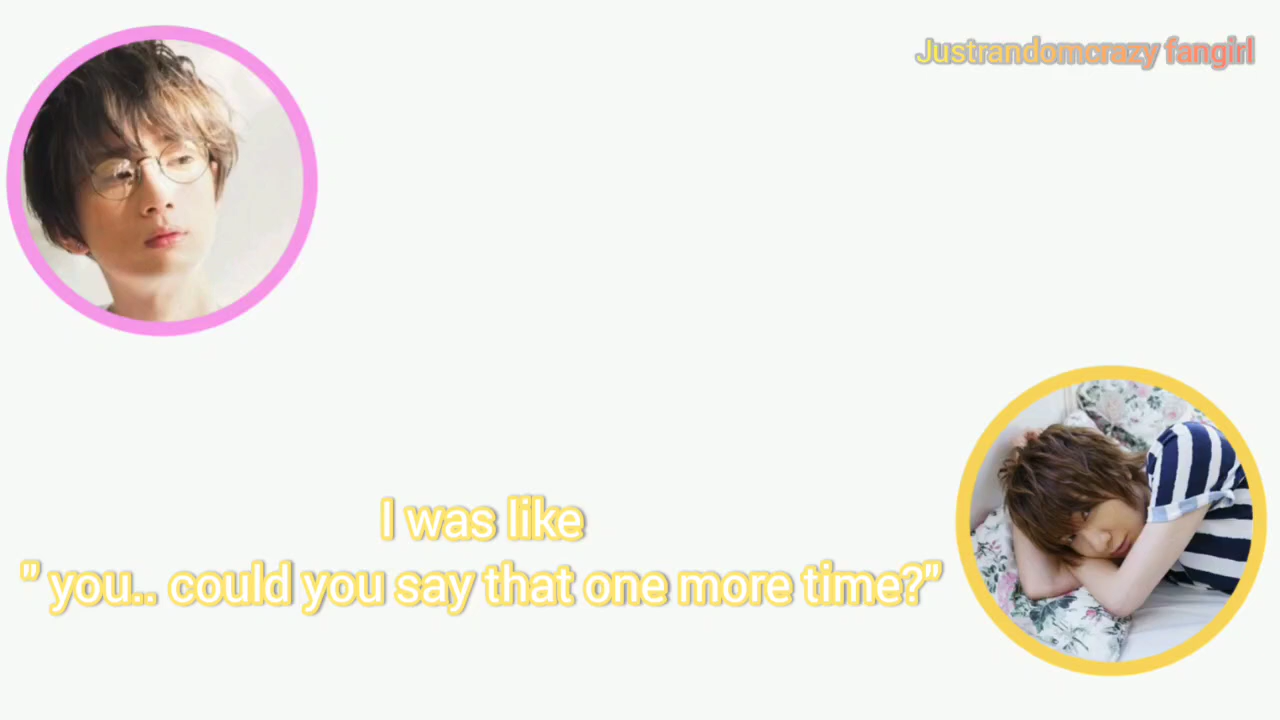 Justrandomcrazy fangirl
I was like
" you.. could you say that one more time?"